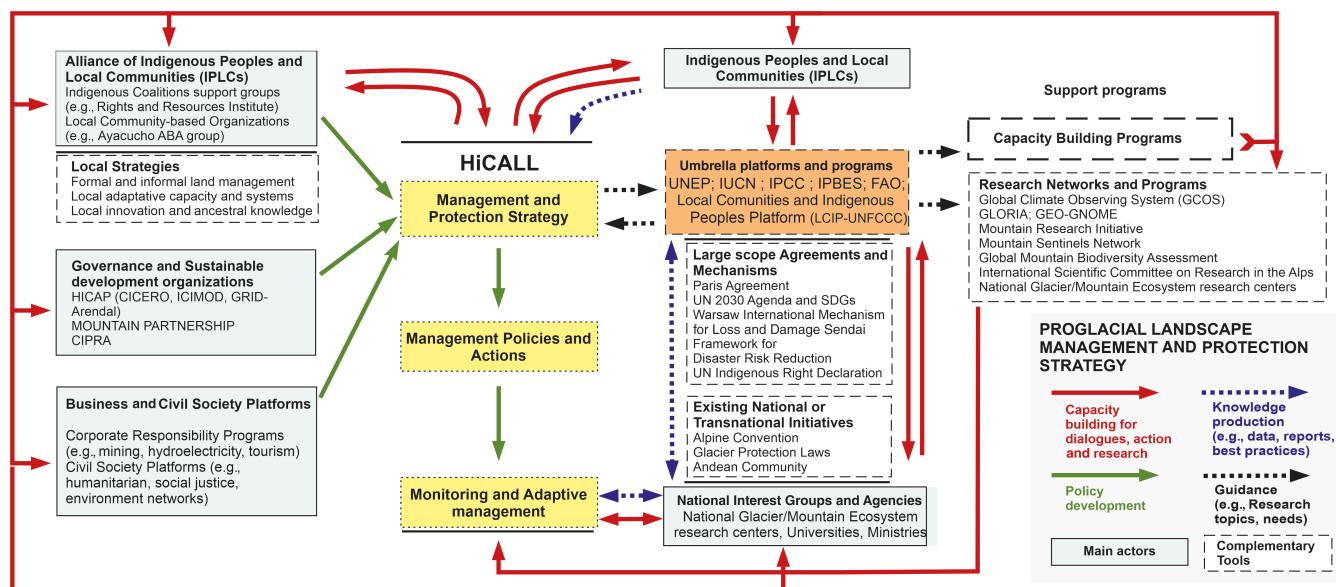 Alliance of Indigenous Peoples and
Local Communities (IPLCs)
Indigenous Coalitions support groups
(e.g., Rights and Resources Institute)
Local Community-based Organizations
(e.g., Ayacucho ABA group)
Local Strategies
Formal and informal land management
Local adaptative capacity and systems
Local innovation and ancestral knowledge
Governance and Sustainable
development organizations
HICAP (CICERO, ICIMOD, GRID-
Arendal)
MOUNTAIN PARTNERSHIP
CIPRA
Business and Civil Society Platforms
Corporate Responsibility Programs
(e.g., mining, hydroelectricity, tourism)
Civil Society Platforms (e.g.,
humanitarian, social justice,
environment networks)
HiCALL
Management and
Protection Strategy
Management Policies and
Actions
Monitoring and Adaptive
management
Indigenous Peoples and Local
Communities (IPLCs)
Umbrella platforms and programs
UNEP; IUCN ; IPCC ; IPBES; FAO;
Local Comunities and Indigenous
Peoples Platform (LCIP-UNFCCC)
Large scope Agreements and
Mechanisms
Paris Agreement
UN 2030 Agenda and SDGs
Warsaw International Mechanism
for Loss and Damage Sendai
Framework for
Disaster Risk Reduction
UN Indigenous Right Declaration
Existing National or
Transnational Initiatives
Alpine Convention
Glacier Protection Laws
Andean Community
National Interest Groups and Agencies
National Glacier/Mountain Ecosystem
research centers, Universities, Ministries
Support programs
Capacity Building Programs
Research Networks and Programs
Global Climate Observing System (GCOS)
GLORIA; GEO-GNOME
Mountain Research Initiative
Mountain Sentinels Network
Global Mountain Biodiversity Assessment
International Scientific Committee on Research in the Alps
National Glacier/Mountain Ecosystem research centers
PROGLACIAL LANDSCAPE
MANAGEMENT AND PROTECTION
STRATEGY
Capacity
building for
dialogues, action
and research
Knowledge
production
(e.g., data, reports,
best practices)
Policy
development
Guidance
(e.g., Research
topics, needs)
Main actors
Complementary
Tools